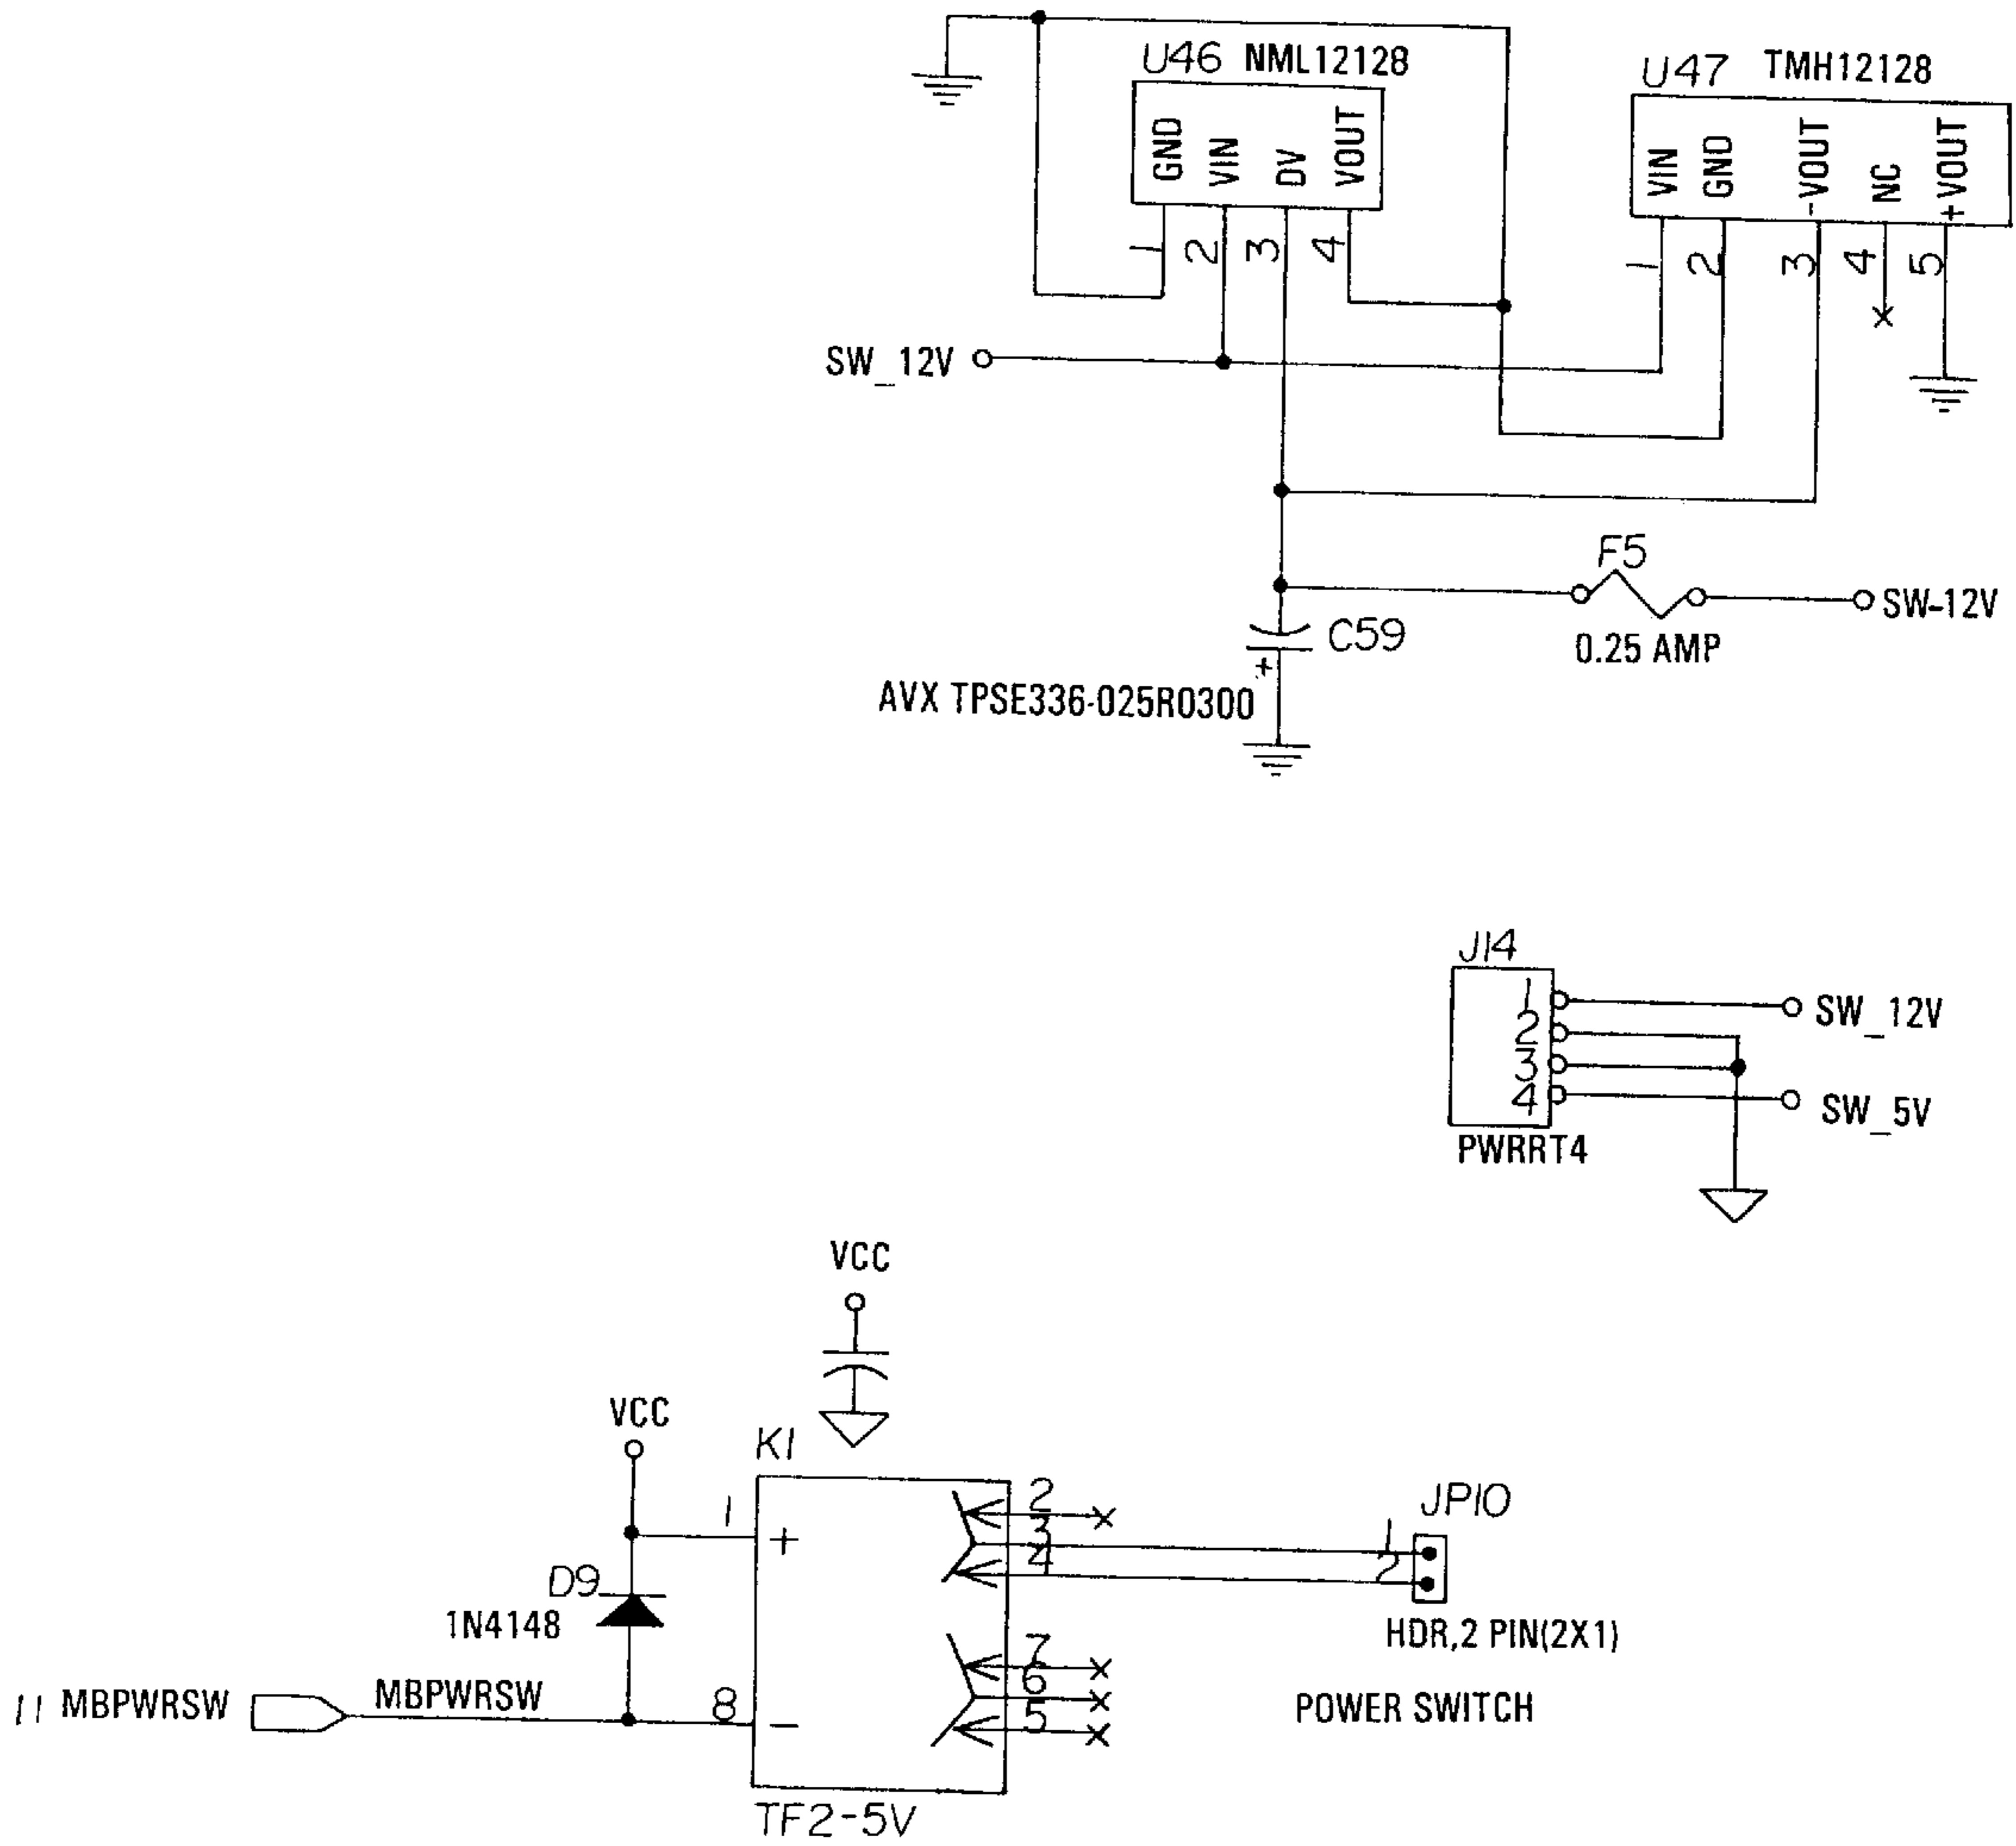 U46 NML12128
U47 TMH12128
GND
VIN
DV
VOUT
VIN
GND
-VOUT
NC
+VOUT
1
2
3
4
1
2
3
4
5
SW_12V
F5
SW-12V
C59
0.25 AMP
+
AVX TPSE336-025R0300
J14
1
2
3
4
SW_12V
SW_5V
PWRRT4
VCC
VCC
K1
1
+
2
3
4
JP10
1
2
D9
1N4148
HDR,2 PIN(2X1)
7
6
5
11 MBPWRSW
MBPWRSW
8
-
POWER SWITCH
TF2-5V